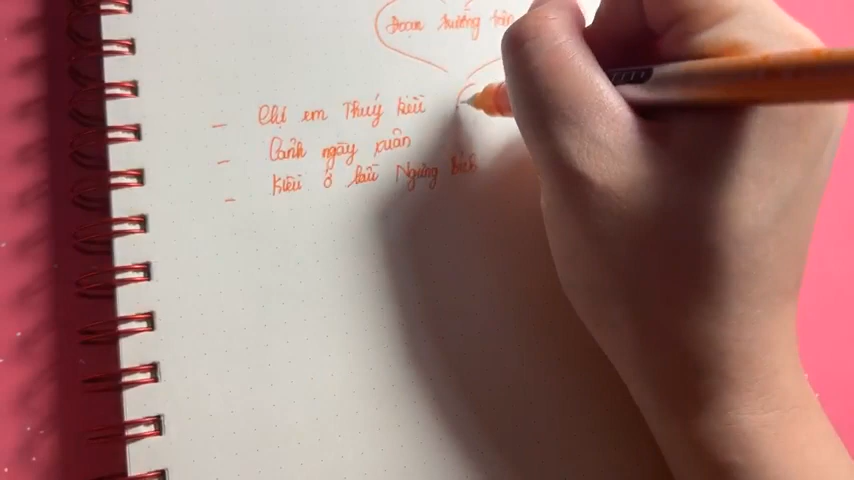 Đoạn trường tân
- Chị em Thuý Kiều
- Cảnh ngày xuân
- Kiều ở lầu Ngưng Bích